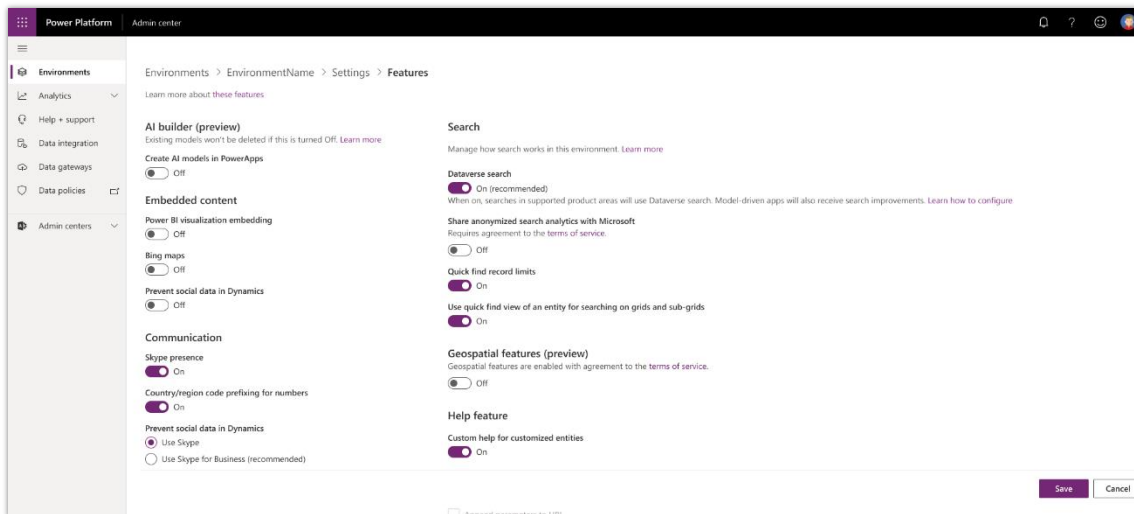 Power Platform
Admin center
Environments
Analytics
Help + support
Data integration
Data gateways
Data policies
Admin centers
Environments > EnvironmentName > Settings > Features
Learn more about these features
AI builder (preview)
Existing models won't be deleted if this is turned Off. Learn more
Create AI models in PowerApps
Off
Embedded content
Power BI visualization embedding
Off
Bing maps
Off
Prevent social data in Dynamics
Off
Communication
Skype presence
On
Country/region code prefixing for numbers
On
Prevent social data in Dynamics
Use Skype
Use Skype for Business (recommended)
Search
Manage how search works in this environment. Learn more
Dataverse search
On (recommended)
When on, searches in supported product areas will use Dataverse search. Model-driven apps will also receive search improvements. Learn how to configure
Share anonymized search analytics with Microsoft
Requires agreement to the terms of service.
Off
Quick find record limits
On
Use quick find view of an entity for searching on grids and sub-grids
On
Geospatial features (preview)
Geospatial features are enabled with agreement to the terms of service.
Off
Help feature
Custom help for customized entities
On
Save
Cancel